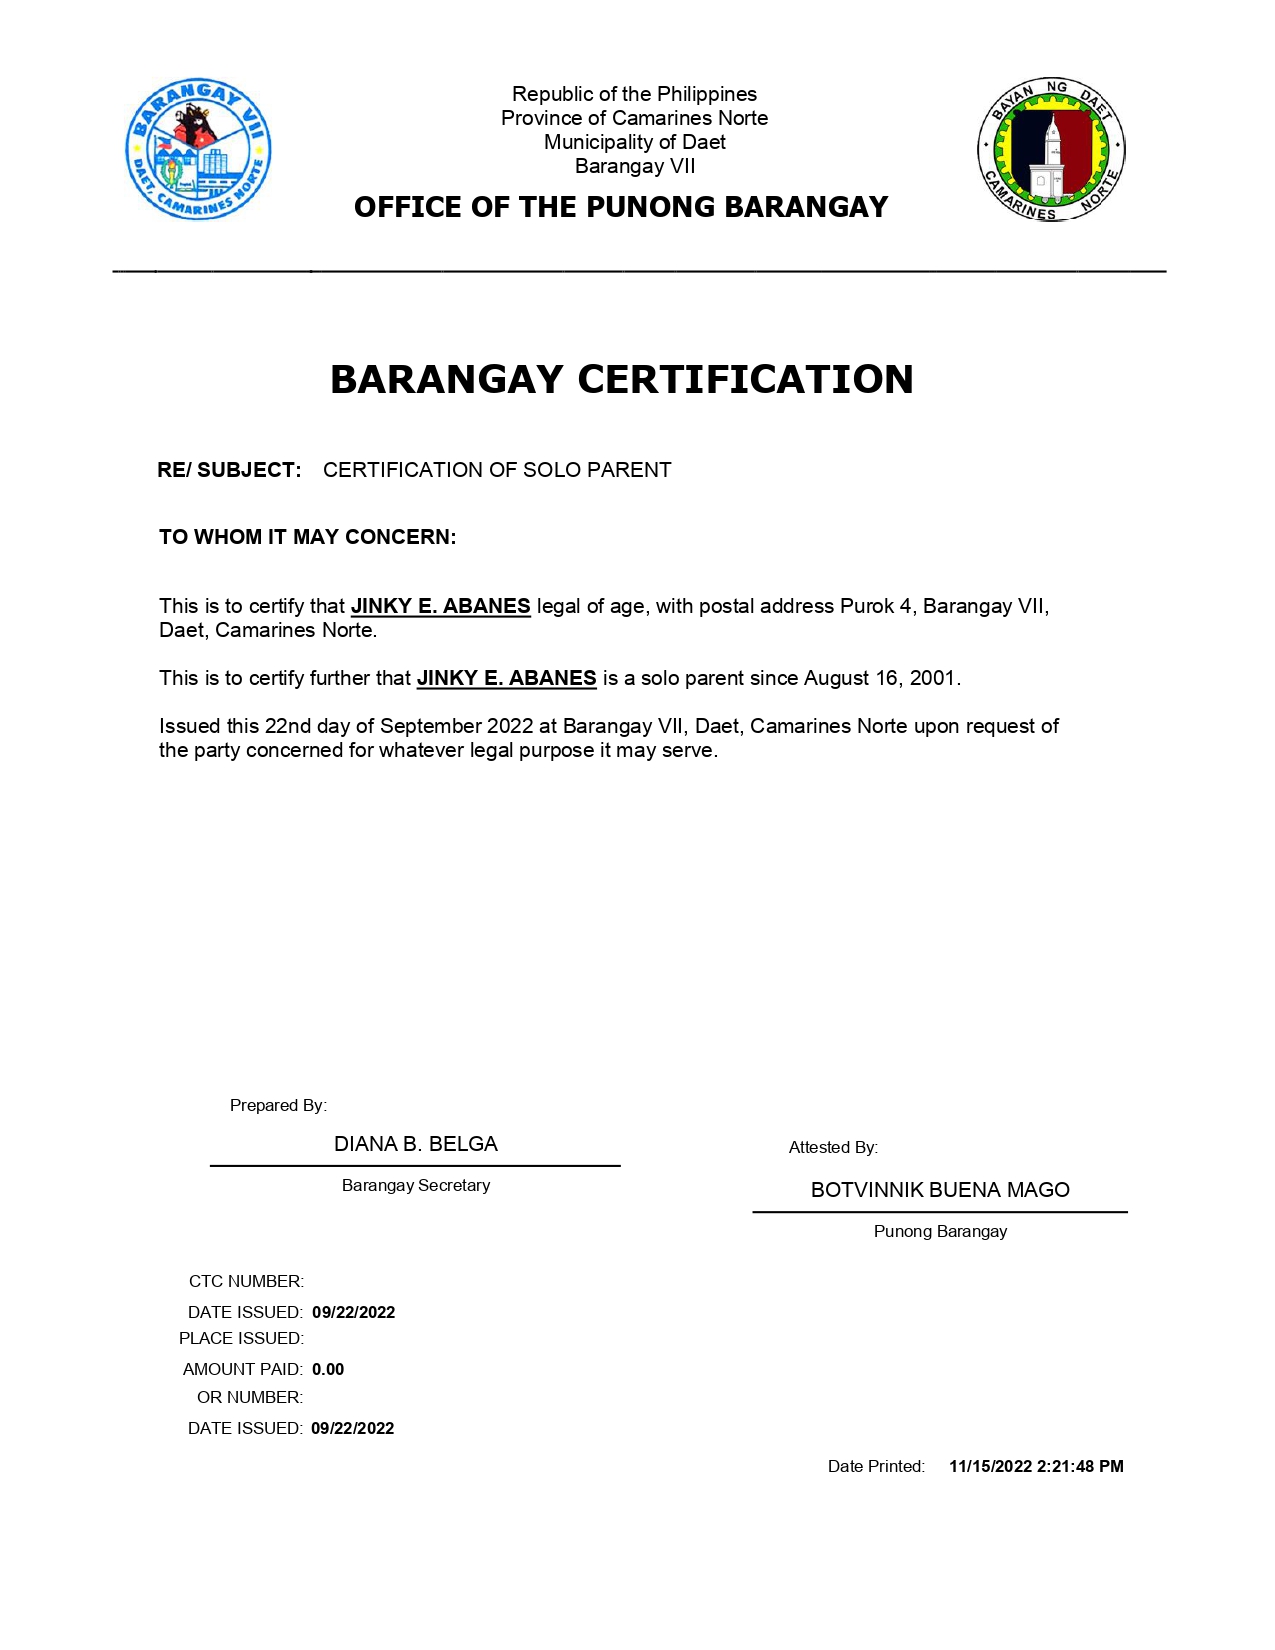 BARANGAY VII
DAET, CAMARINES NORTE
Republic of the Philippines
Province of Camarines Norte
Municipality of Daet
Barangay VII
OFFICE OF THE PUNONG BARANGAY
BAYAN NG DAET
CAMARINES NORTE
BARANGAY CERTIFICATION
RE/ SUBJECT: CERTIFICATION OF SOLO PARENT
TO WHOM IT MAY CONCERN:
This is to certify that JINKY E. ABANES legal of age, with postal address Purok 4, Barangay VII,
Daet, Camarines Norte.
This is to certify further that JINKY E. ABANES is a solo parent since August 16, 2001.
Issued this 22nd day of September 2022 at Barangay VII, Daet, Camarines Norte upon request of
the party concerned for whatever legal purpose it may serve.
Prepared By:
DIANA B. BELGA
Barangay Secretary
Attested By:
BOTVINNIK BUENA MAGO
Punong Barangay
CTC NUMBER:
DATE ISSUED: 09/22/2022
PLACE ISSUED:
AMOUNT PAID: 0.00
OR NUMBER:
DATE ISSUED: 09/22/2022
Date Printed: 11/15/2022 2:21:48 PM